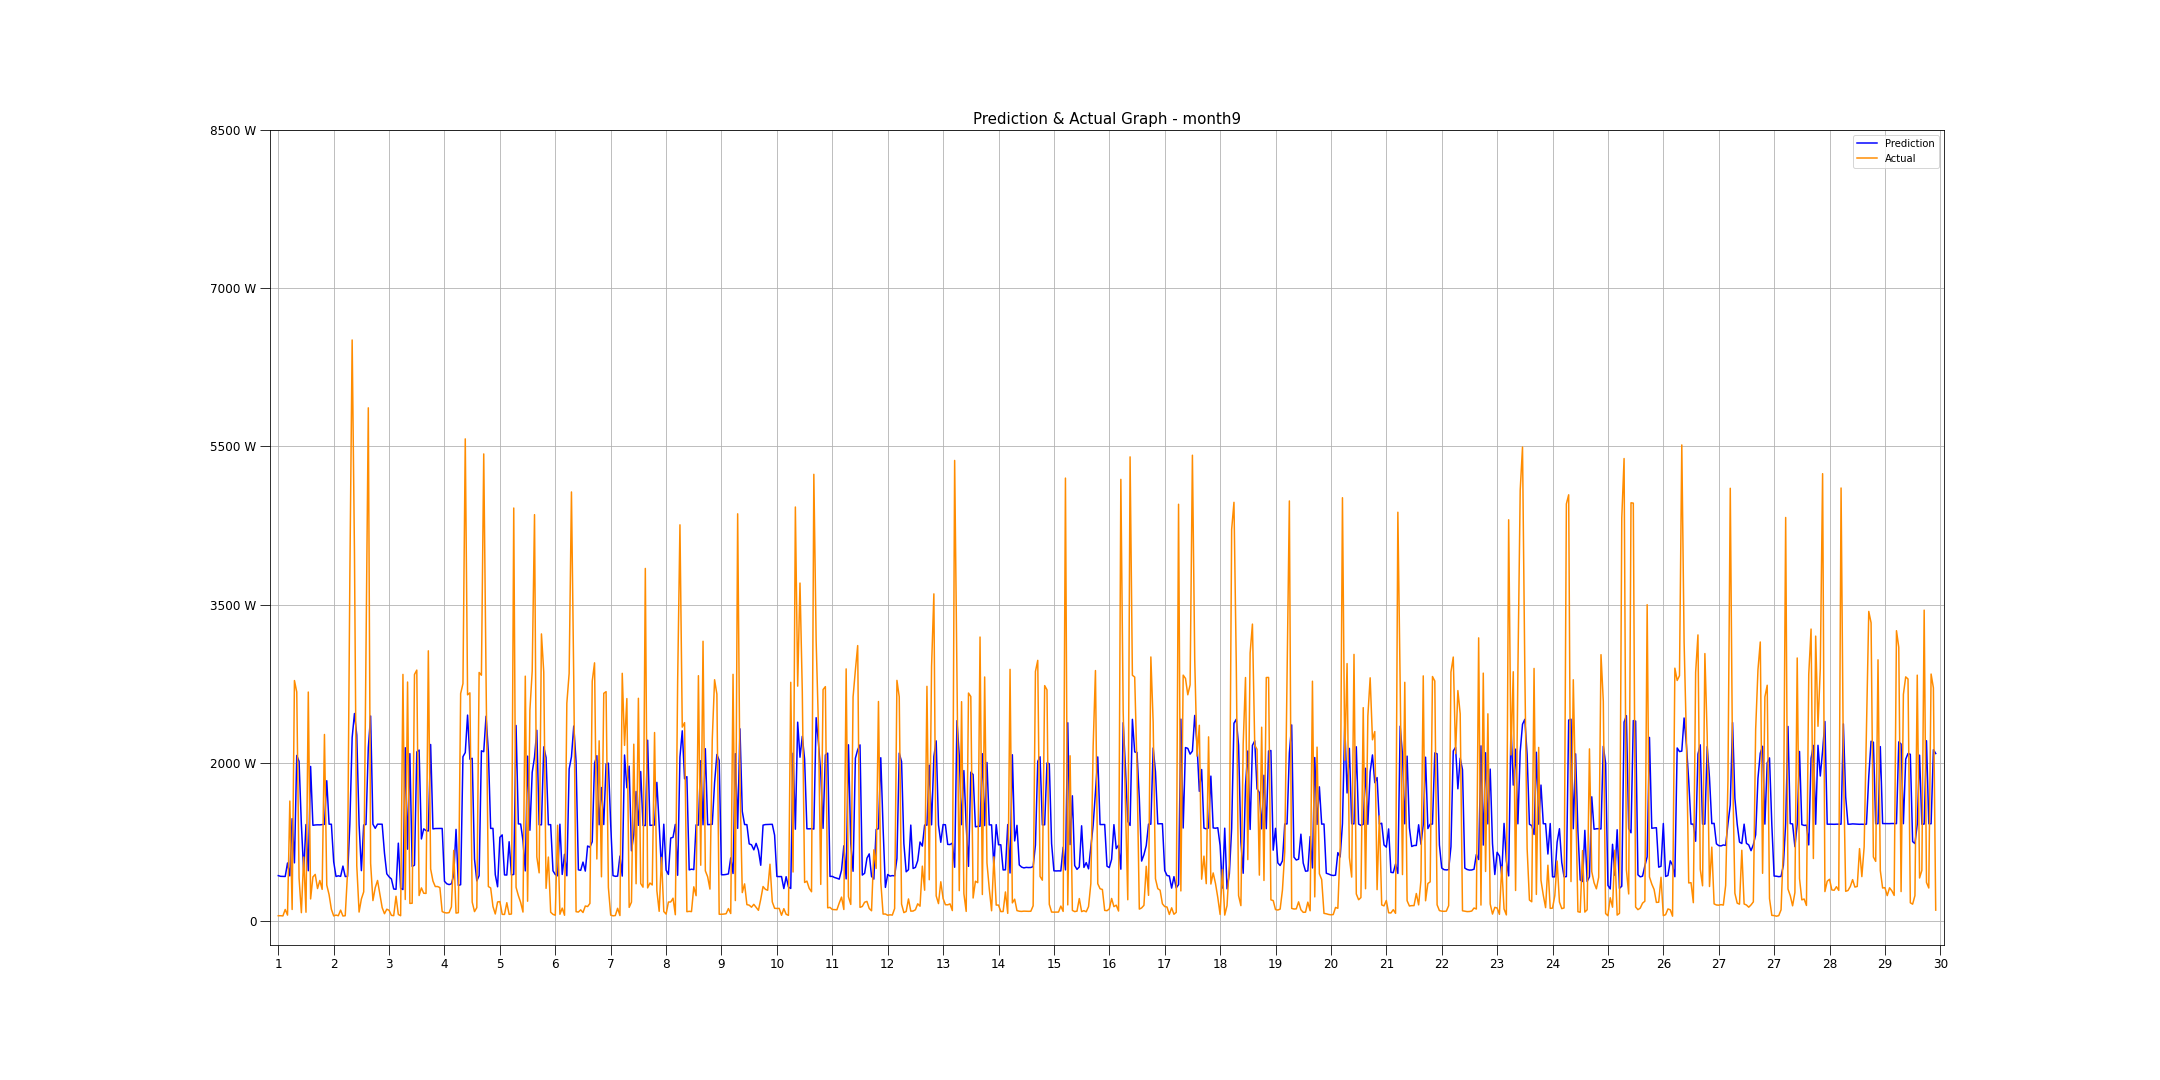 Prediction & Actual Graph - month9
Prediction
Actual
8500 W
7000 W
5500 W
3500 W
2000 W
0
1 2 3 4 5 6 7 8 9 10 11 12 13 14 15 16 17 18 19 20 21 22 23 24 25 26 27 27 28 29 30